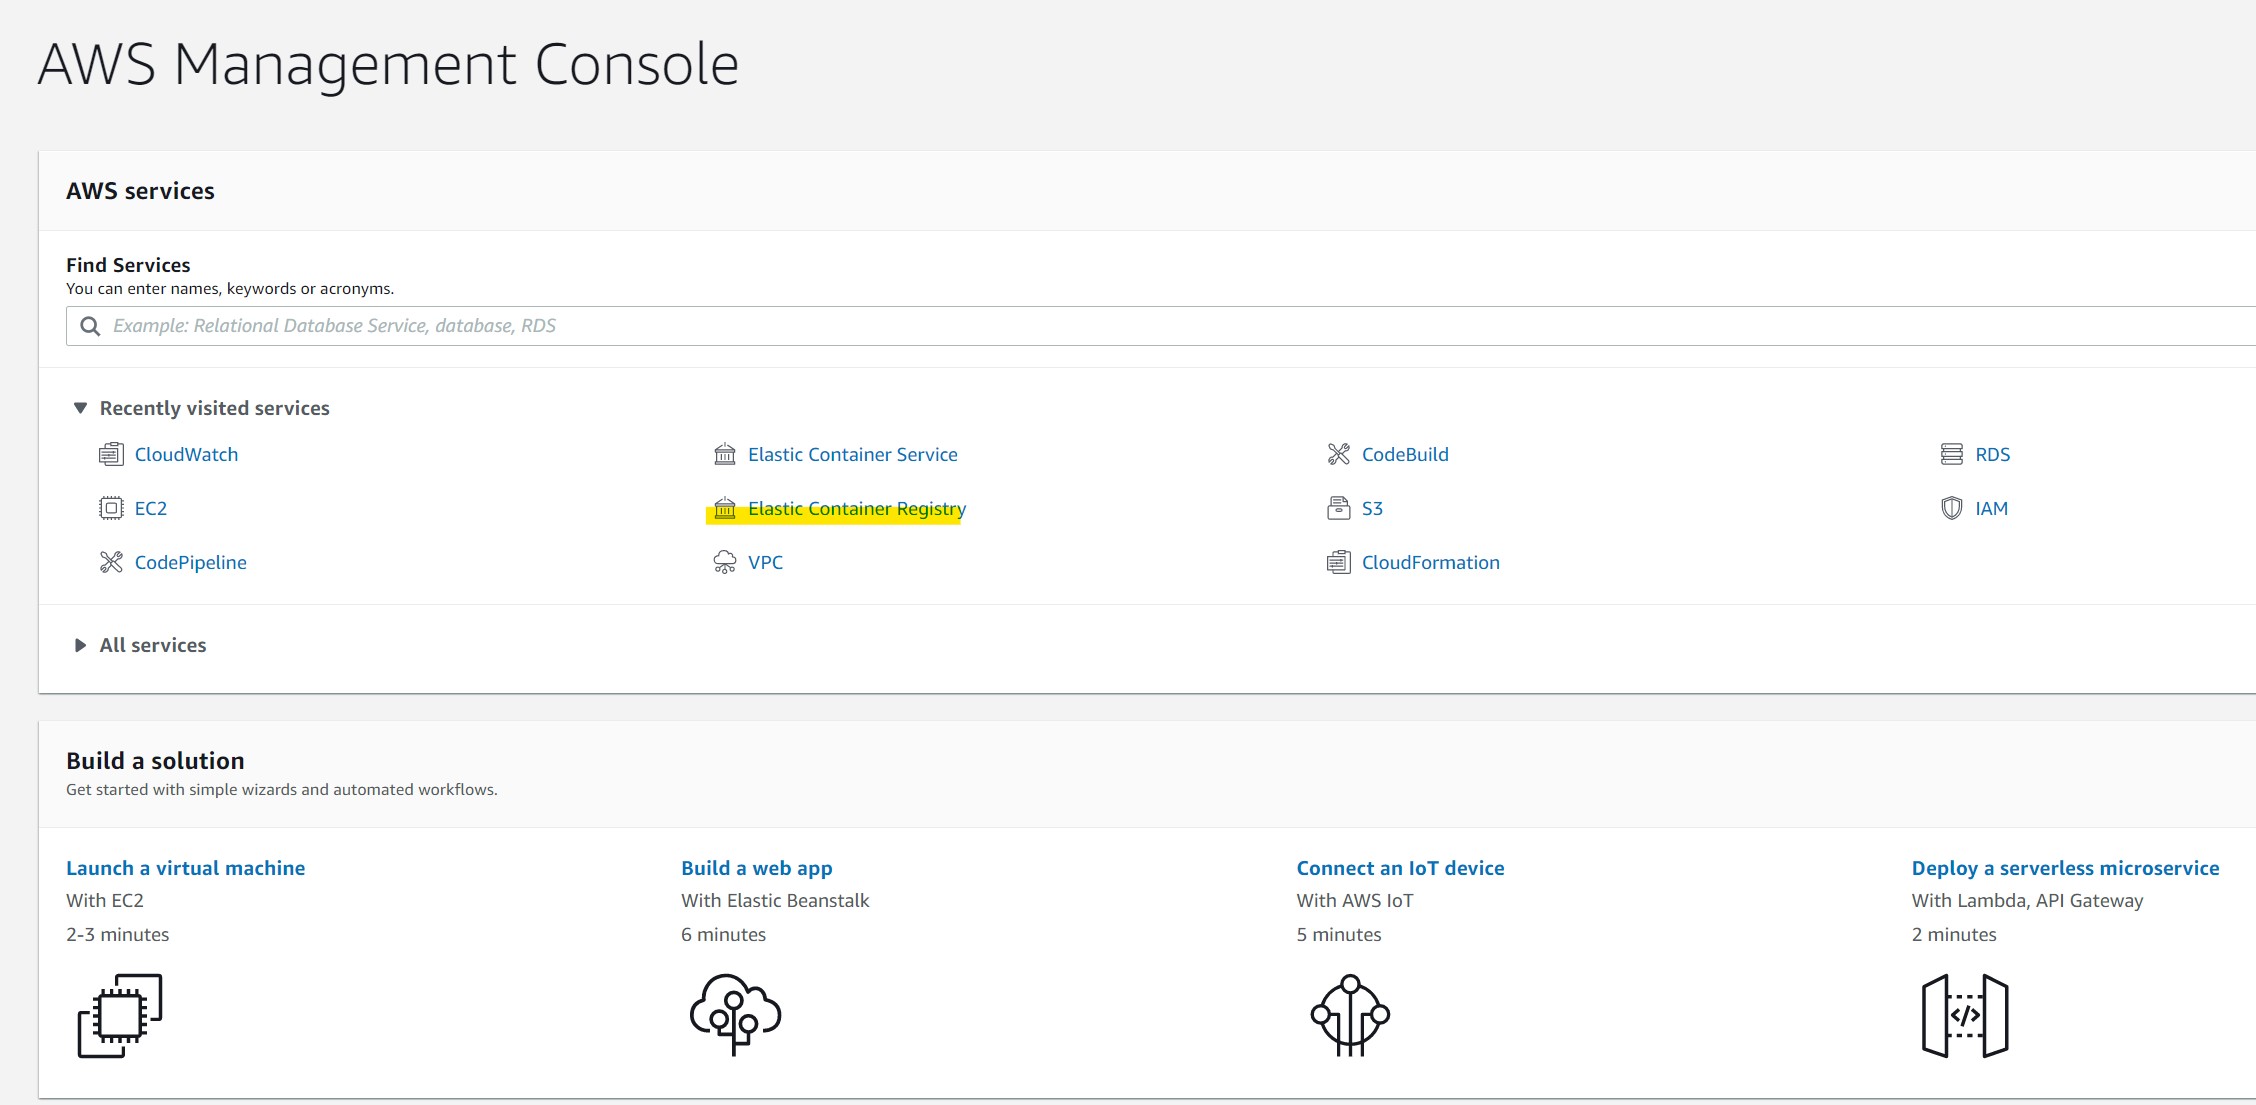 AWS Management Console
AWS services
Find Services
You can enter names, keywords or acronyms.
Example: Relational Database Service, database, RDS
Recently visited services
CloudWatch
Elastic Container Service
CodeBuild
RDS
EC2
Elastic Container Registry
S3
IAM
CodePipeline
VPC
CloudFormation
All services
Build a solution
Get started with simple wizards and automated workflows.
Launch a virtual machine
With EC2
2-3 minutes
Build a web app
With Elastic Beanstalk
6 minutes
Connect an IoT device
With AWS IoT
5 minutes
Deploy a serverless microservice
With Lambda, API Gateway
2 minutes